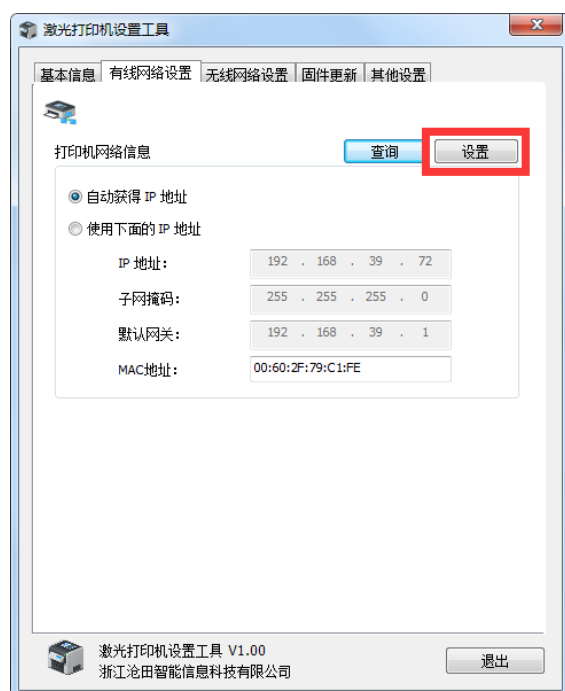 激光打印机设置工具
基本信息 有线网络设置 无线网络设置 固件更新 其他设置
打印机网络信息 查询 设置
自动获得 IP 地址
使用下面的 IP 地址
IP 地址： 192 . 168 . 39 . 72
子网掩码： 255 . 255 . 255 . 0
默认网关： 192 . 168 . 39 . 1
MAC地址： 00:60:2F:79:C1:FE
激光打印机设置工具 V1.00
浙江沧田智能信息科技有限公司
退出